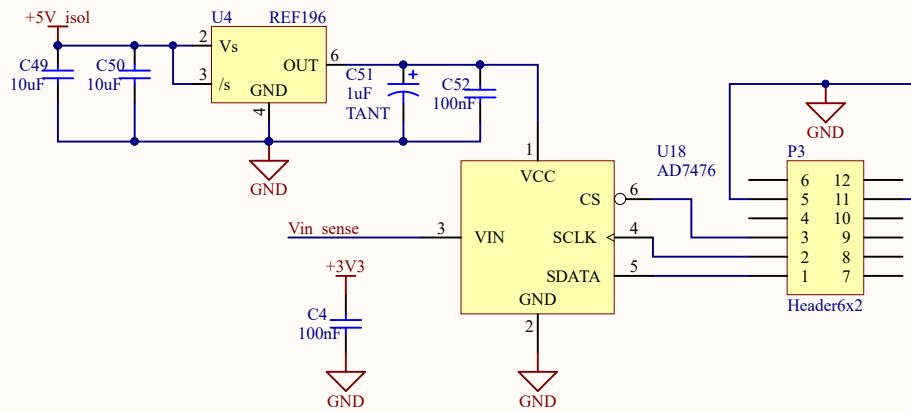 +5V_isol
U4 REF196
C49
10uF
C50
10uF
2 Vs
3 /s
OUT 6
GND
4
C51
1uF
TANT
C52
100nF
GND
GND
1
VCC
U18
AD7476
P3
CS 6
Vin_sense
3 VIN
SCLK 4
SDATA 5
GND
2
6 12
5 11
4 10
3 9
2 8
1 7
Header6x2
+3V3
C4
100nF
GND
GND